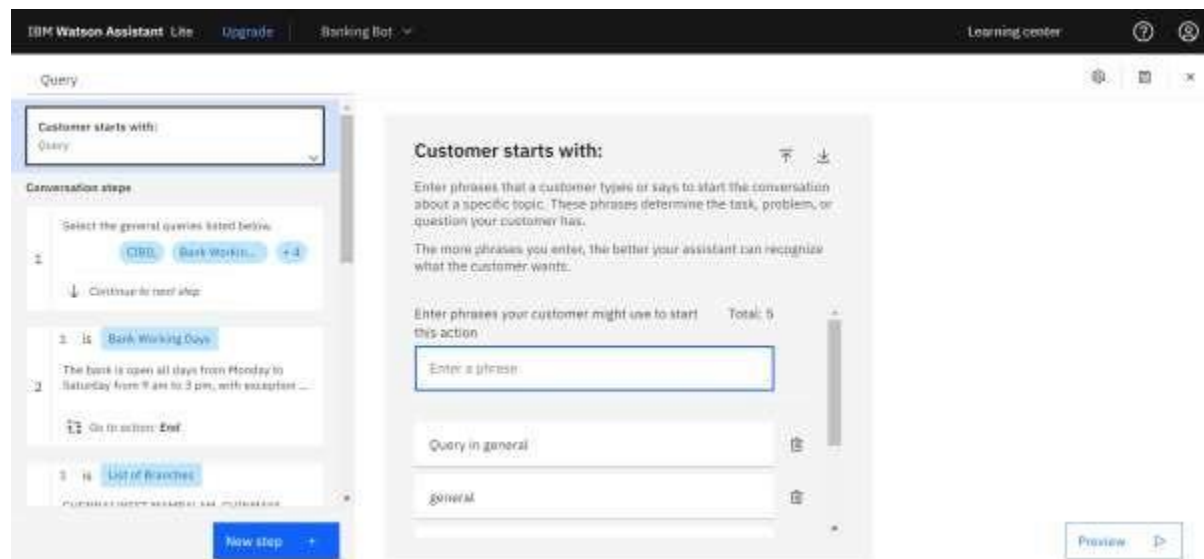 IBM Watson Assistant Lite Upgrade Banking Bot Learning center
Query
Customer starts with:
Query
Conversation steps
1
Select the general queries listed below.
CIBIL Bank Workin... +4
Continue to next step
2
1 is Bank Working Days
The bank is open all days from Monday to
Saturday from 9 am to 3 pm, with exception ...
Go to action: End
1 is List of Branches
CHENNAI WEST MAMBALAM,
New step +
Customer starts with:
Enter phrases that a customer types or says to start the conversation
about a specific topic. These phrases determine the task, problem, or
question your customer has.
The more phrases you enter, the better your assistant can recognize
what the customer wants.
Enter phrases your customer might use to start Total: 5
this action
Enter a phrase
Query in general
general
Preview